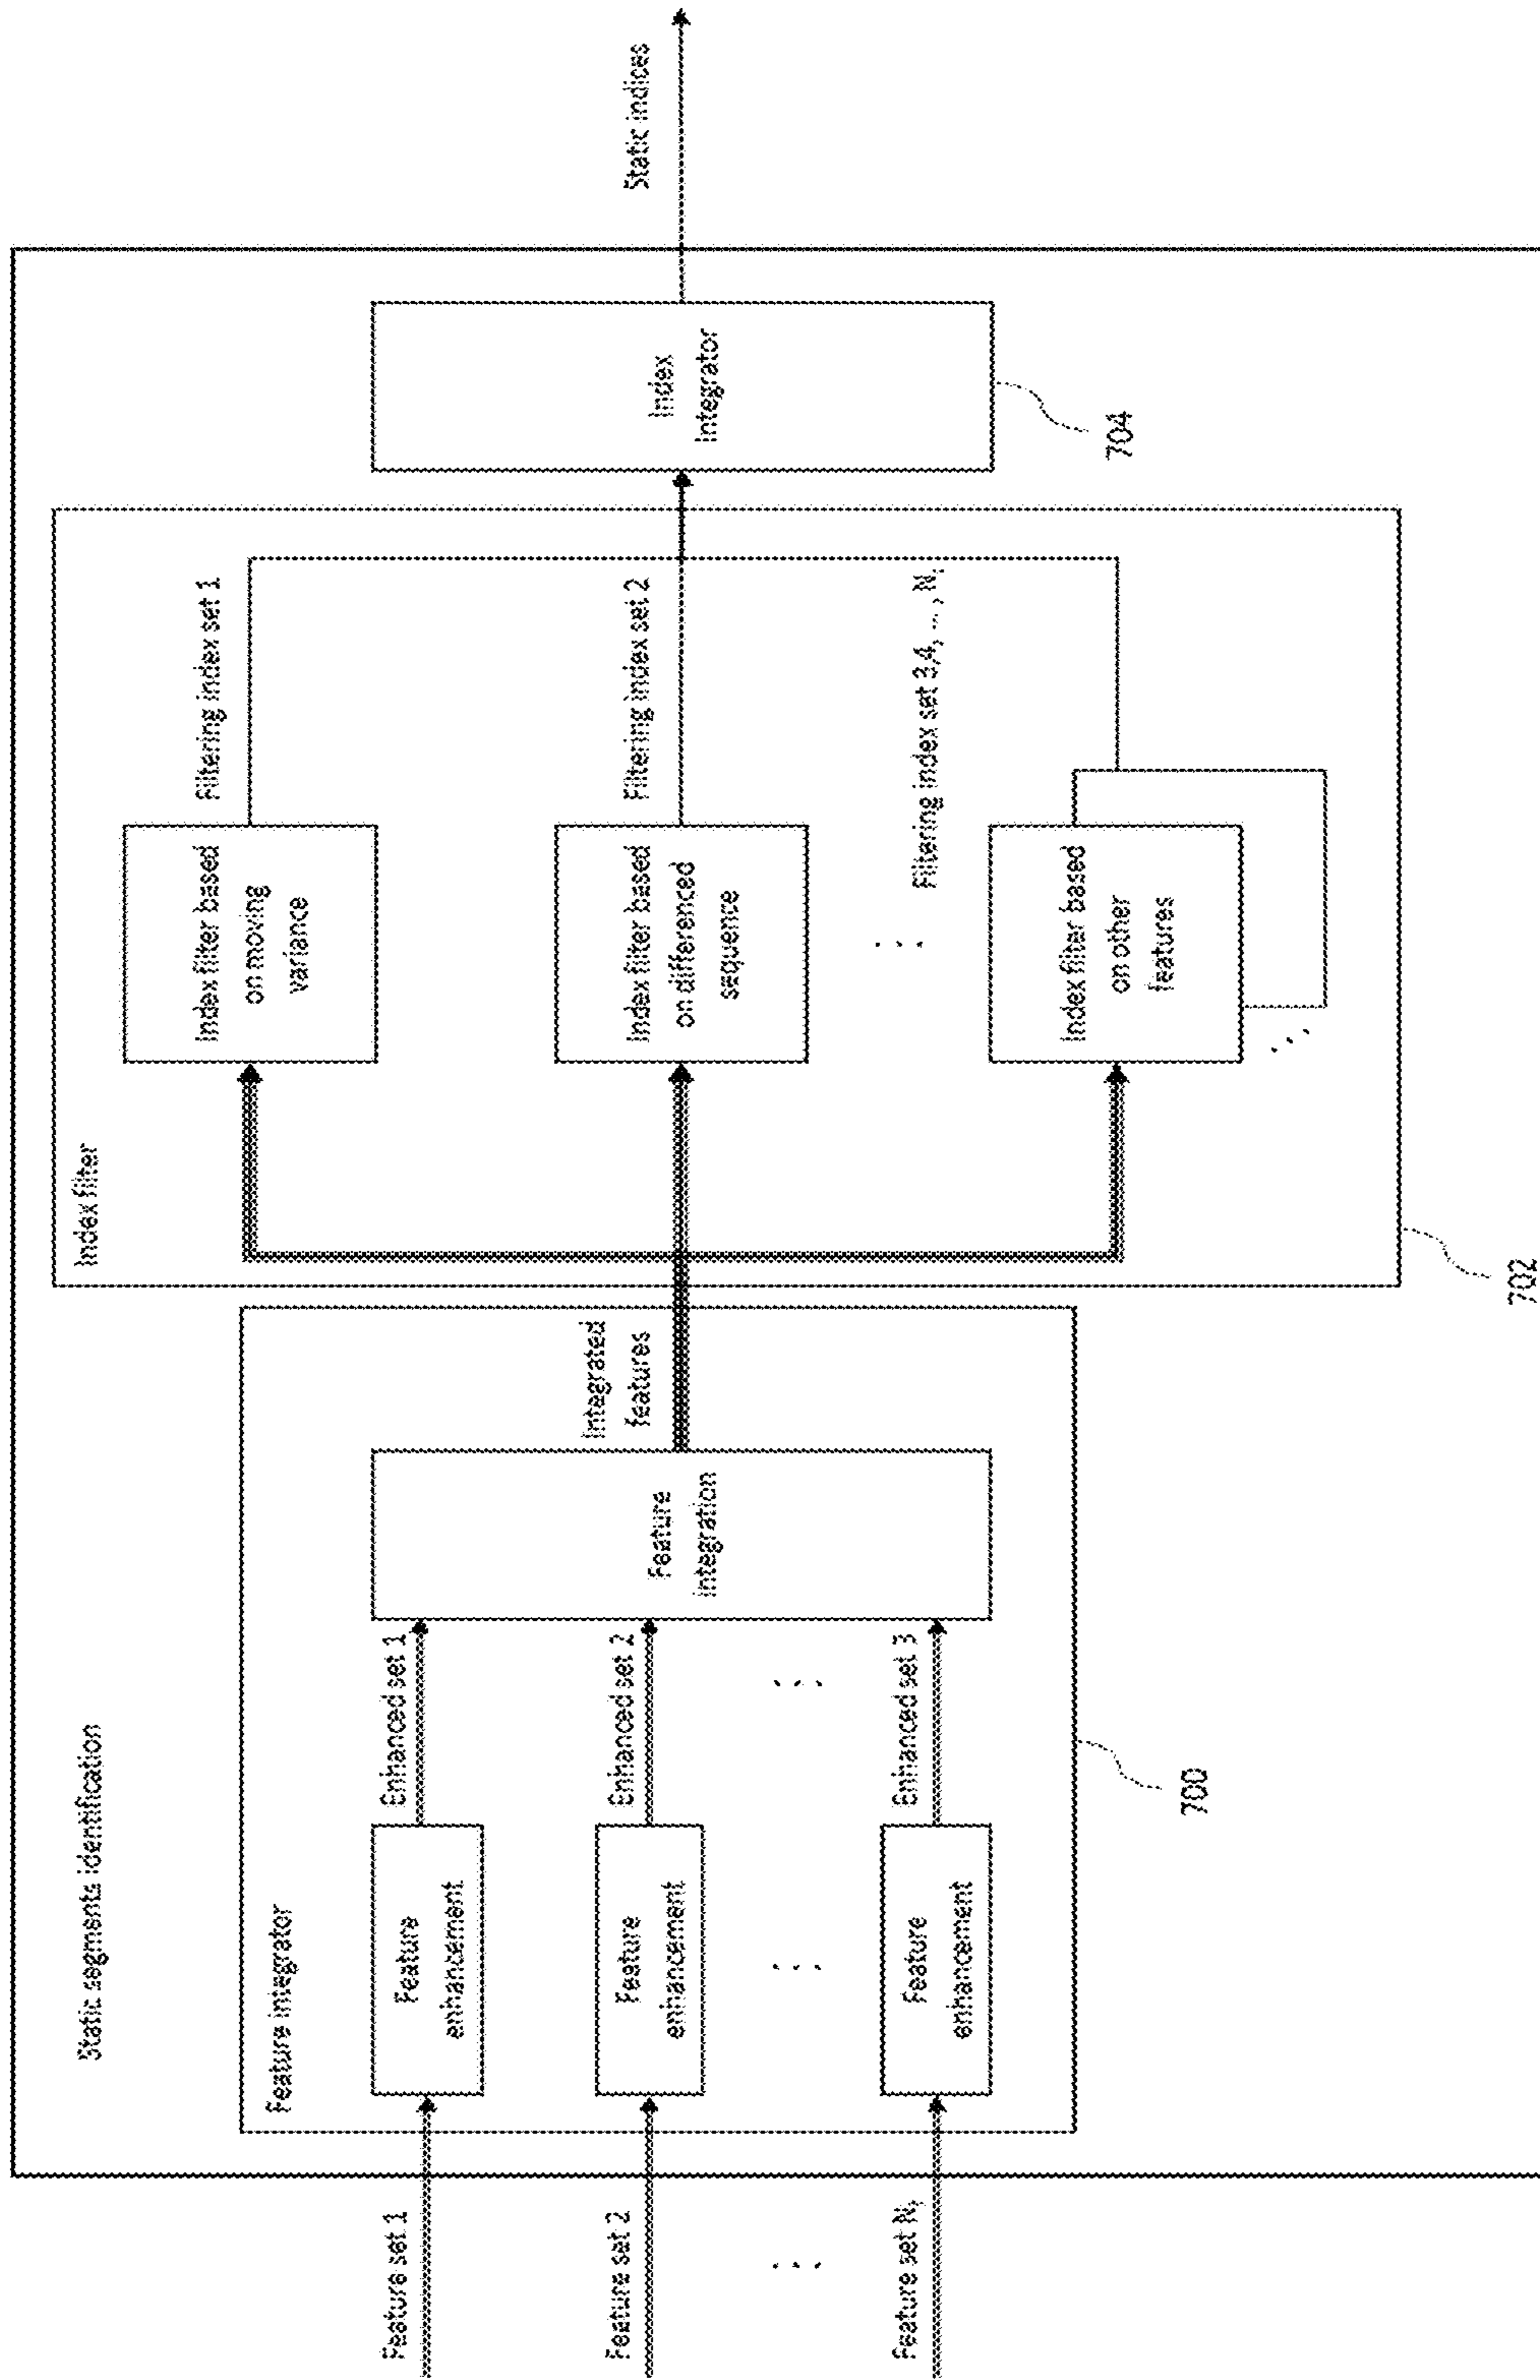 Static segments identification
Feature integrator
Feature set 1
Feature
enhancement
Enhanced set 1
Feature set 2
Feature
enhancement
Enhanced set 2
Feature set N
Feature
enhancement
Enhanced set 3
Feature
integration
Integrated
features
700
Index filter
Index filter based
on moving
variance
Filtering index set 1
Index filter based
on differenced
sequence
Filtering index set 2
Index filter based
on other
features
Filtering index set 3,4, ... , N
702
Index
integrator
704
Static indices